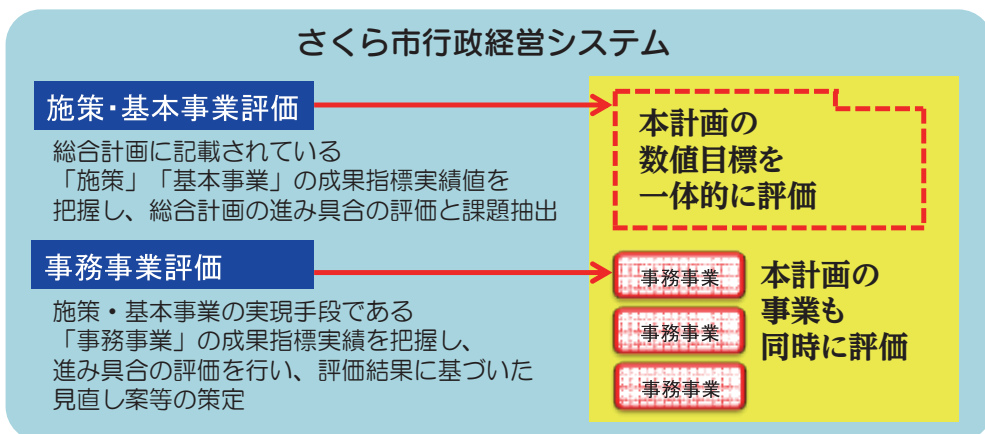 さくら市行政経営システム
施策・基本事業評価
総合計画に記載されている
「施策」「基本事業」の成果指標実績値を
把握し、総合計画の進み具合の評価と課題抽出
本計画の
数値目標を
一体的に評価
事務事業評価
施策・基本事業の実現手段である
「事務事業」の成果指標実績を把握し、
進み具合の評価を行い、評価結果に基づいた
見直し案等の策定
事務事業
事務事業
事務事業
本計画の
事業も
同時に評価